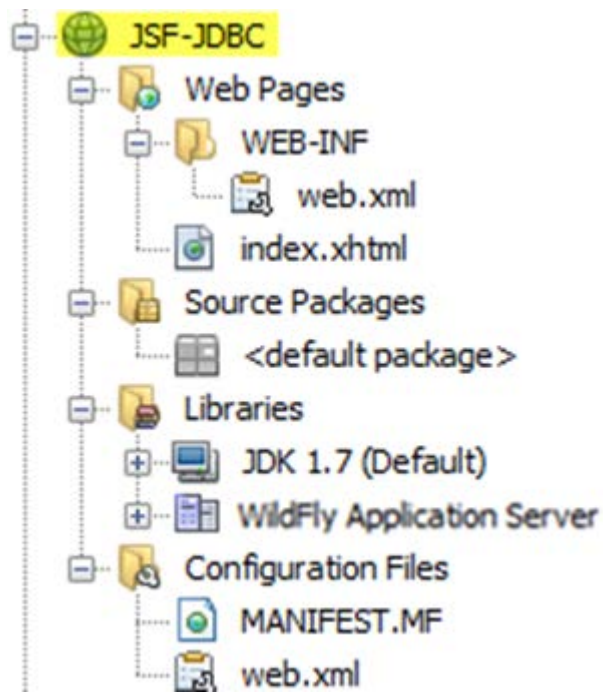 JSF-JDBC
Web Pages
WEB-INF
web.xml
index.xhtml
Source Packages
<default package>
Libraries
JDK 1.7 (Default)
WildFly Application Server
Configuration Files
MANIFEST.MF
web.xml